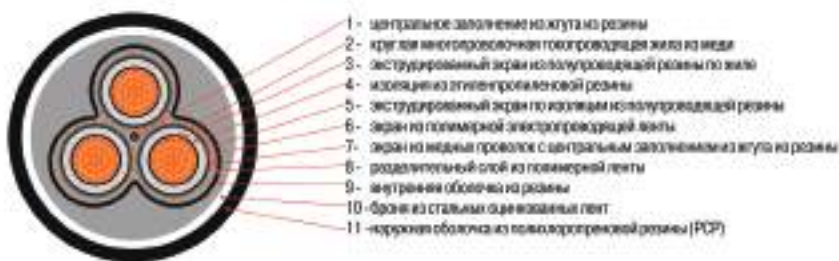 1 - центральное заполнение из жгута из резины
2 - круглая многопроволочная токопроводящая жила из меди
3 - экструдированный экран из полупроводящей резины по жиле
4 - изоляция из этиленпропиленовой резины
5 - экструдированный экран по изоляции из полупроводящей резины
6 - экран из полимерной электропроводящей ленты
7 - экран из медных проволок с центральным заполнением из жгута из резины
8 - разделительный слой из полимерной ленты
9 - внутренняя оболочка из резины
10 - броня из стальных оцинкованных лент
11 - наружная оболочка из полихлоропреновой резины (PCP)